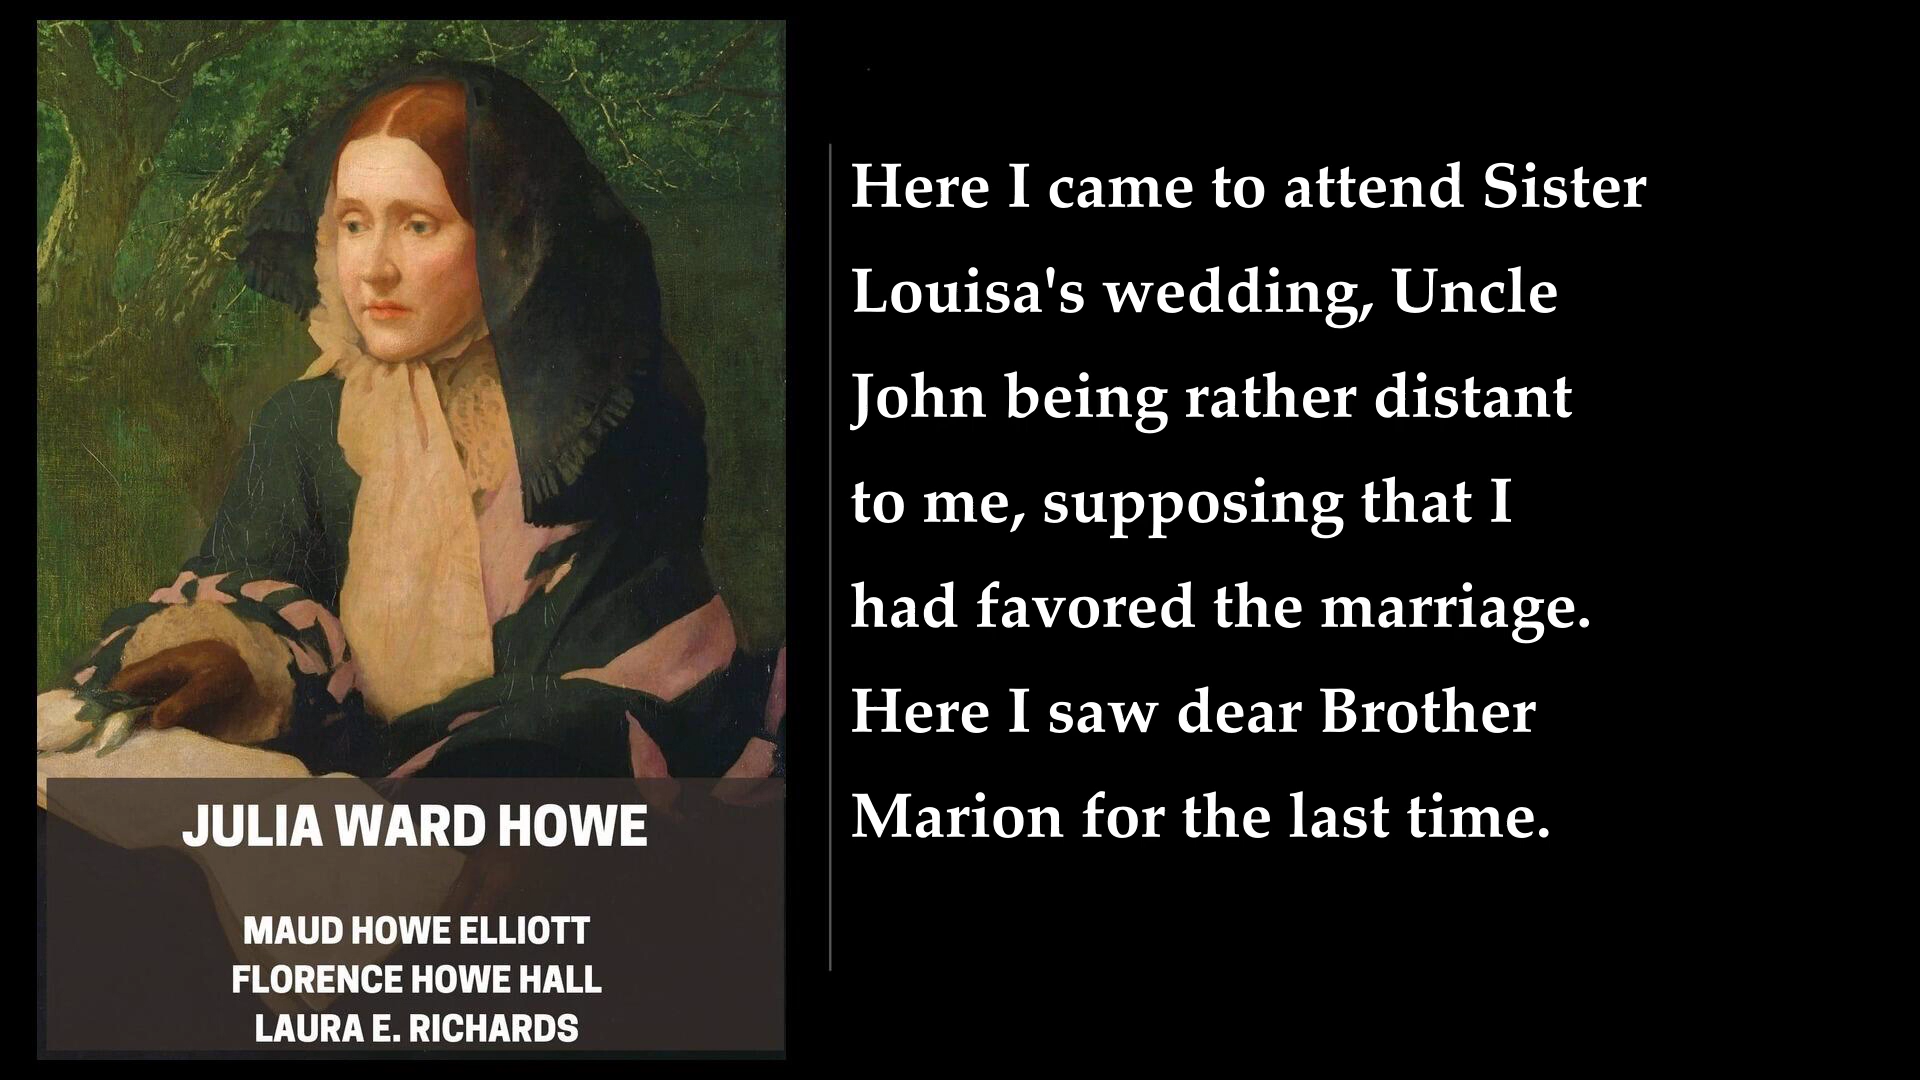 JULIA WARD HOWE
MAUD HOWE ELLIOTT
FLORENCE HOWE HALL
LAURA E. RICHARDS
Here I came to attend Sister
Louisa's wedding, Uncle
John being rather distant
to me, supposing that I
had favored the marriage.
Here I saw dear Brother
Marion for the last time.